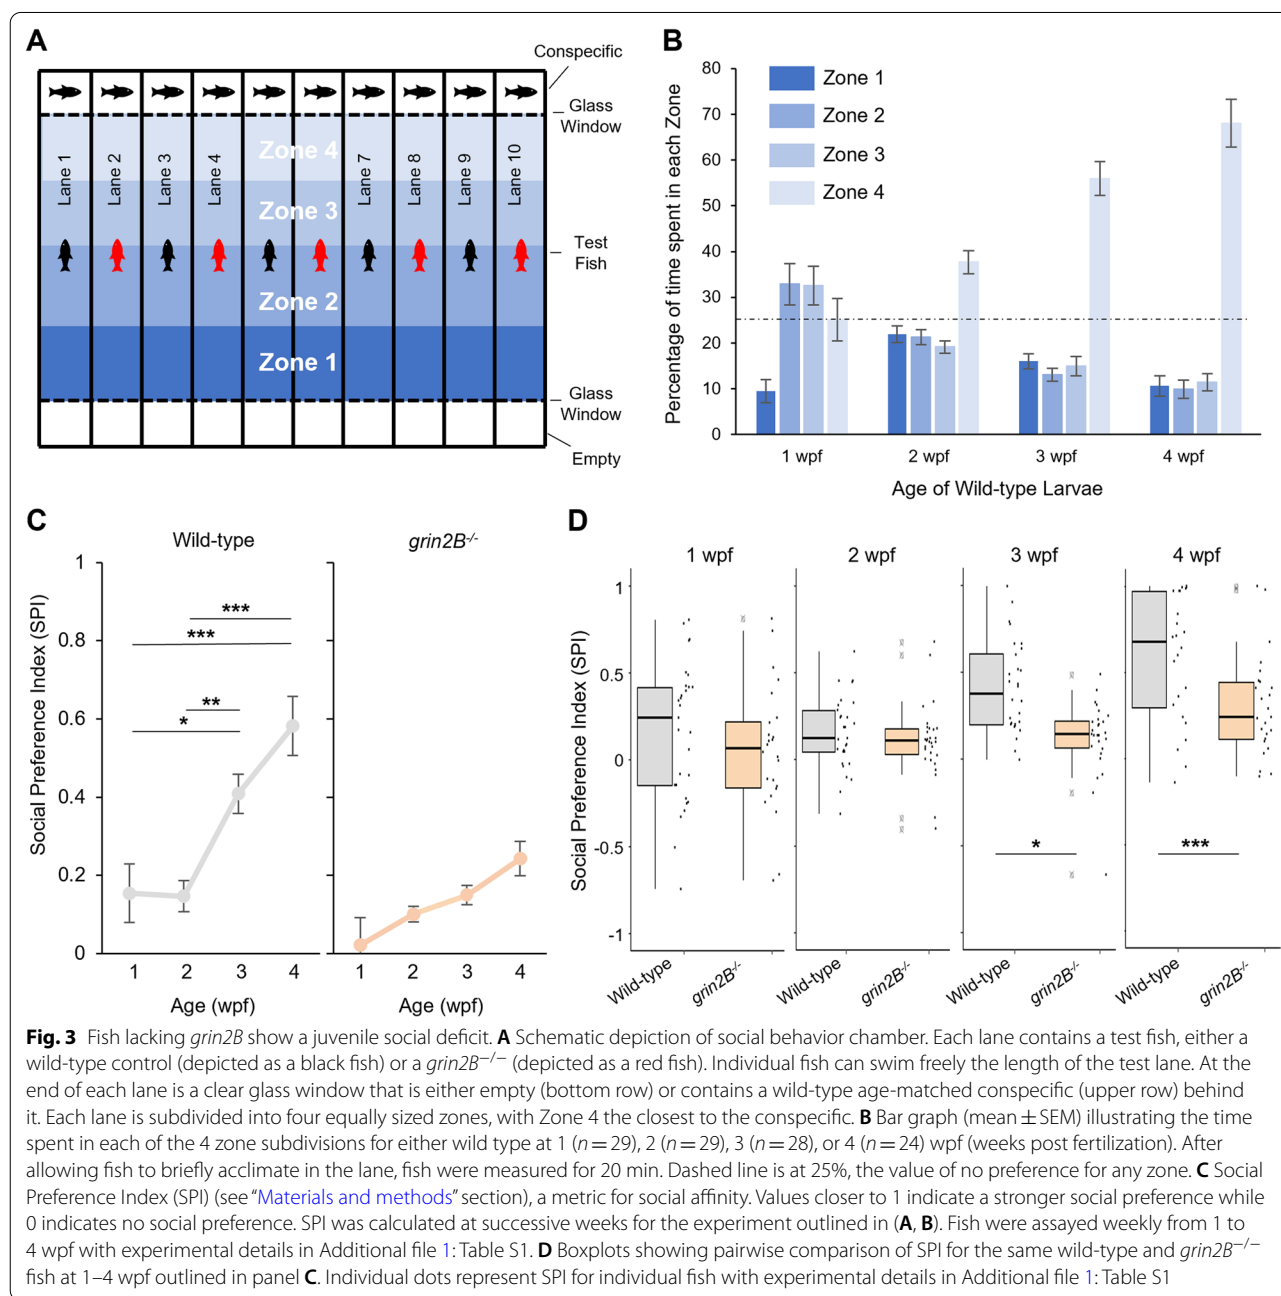 A
Conspecific
Glass
Window
Lane 1
Lane 2
Lane 3
Lane 4
Lane 7
Lane 8
Lane 9
Lane 10
Zone 4
Zone 3
Test
Fish
Zone 2
Zone 1
Glass
Window
Empty
B
Percentage of time spent in each Zone
80
70
60
50
40
30
20
10
0
Zone 1
Zone 2
Zone 3
Zone 4
1 wpf
2 wpf
3 wpf
4 wpf
Age of Wild-type Larvae
C
Wild-type
grin2B-/-
Social Preference Index (SPI)
1
0.8
0.6
0.4
0.2
0
***
***
**
*
1
2
3
4
Age (wpf)
1
2
3
4
Age (wpf)
D
1 wpf
2 wpf
3 wpf
4 wpf
Social Preference Index (SPI)
1
0.5
0
-0.5
-1
*
***
Wild-type
grin2B-/-
Wild-type
grin2B-/-
Wild-type
grin2B-/-
Wild-type
grin2B-/-
Fig. 3 Fish lacking grin2B show a juvenile social deficit. A Schematic depiction of social behavior chamber. Each lane contains a test fish, either a
wild-type control (depicted as a black fish) or a grin2B−/− (depicted as a red fish). Individual fish can swim freely the length of the test lane. At the
end of each lane is a clear glass window that is either empty (bottom row) or contains a wild-type age-matched conspecific (upper row) behind
it. Each lane is subdivided into four equally sized zones, with Zone 4 the closest to the conspecific. B Bar graph (mean ± SEM) illustrating the time
spent in each of the 4 zone subdivisions for either wild type at 1 (n = 29), 2 (n = 29), 3 (n = 28), or 4 (n = 24) wpf (weeks post fertilization). After
allowing fish to briefly acclimate in the lane, fish were measured for 20 min. Dashed line is at 25%, the value of no preference for any zone. C Social
Preference Index (SPI) (see “Materials and methods” section), a metric for social affinity. Values closer to 1 indicate a stronger social preference while
0 indicates no social preference. SPI was calculated at successive weeks for the experiment outlined in (A, B). Fish were assayed weekly from 1 to
4 wpf with experimental details in Additional file 1: Table S1. D Boxplots showing pairwise comparison of SPI for the same wild-type and grin2B−/−
fish at 1–4 wpf outlined in panel C. Individual dots represent SPI for individual fish with experimental details in Additional file 1: Table S1